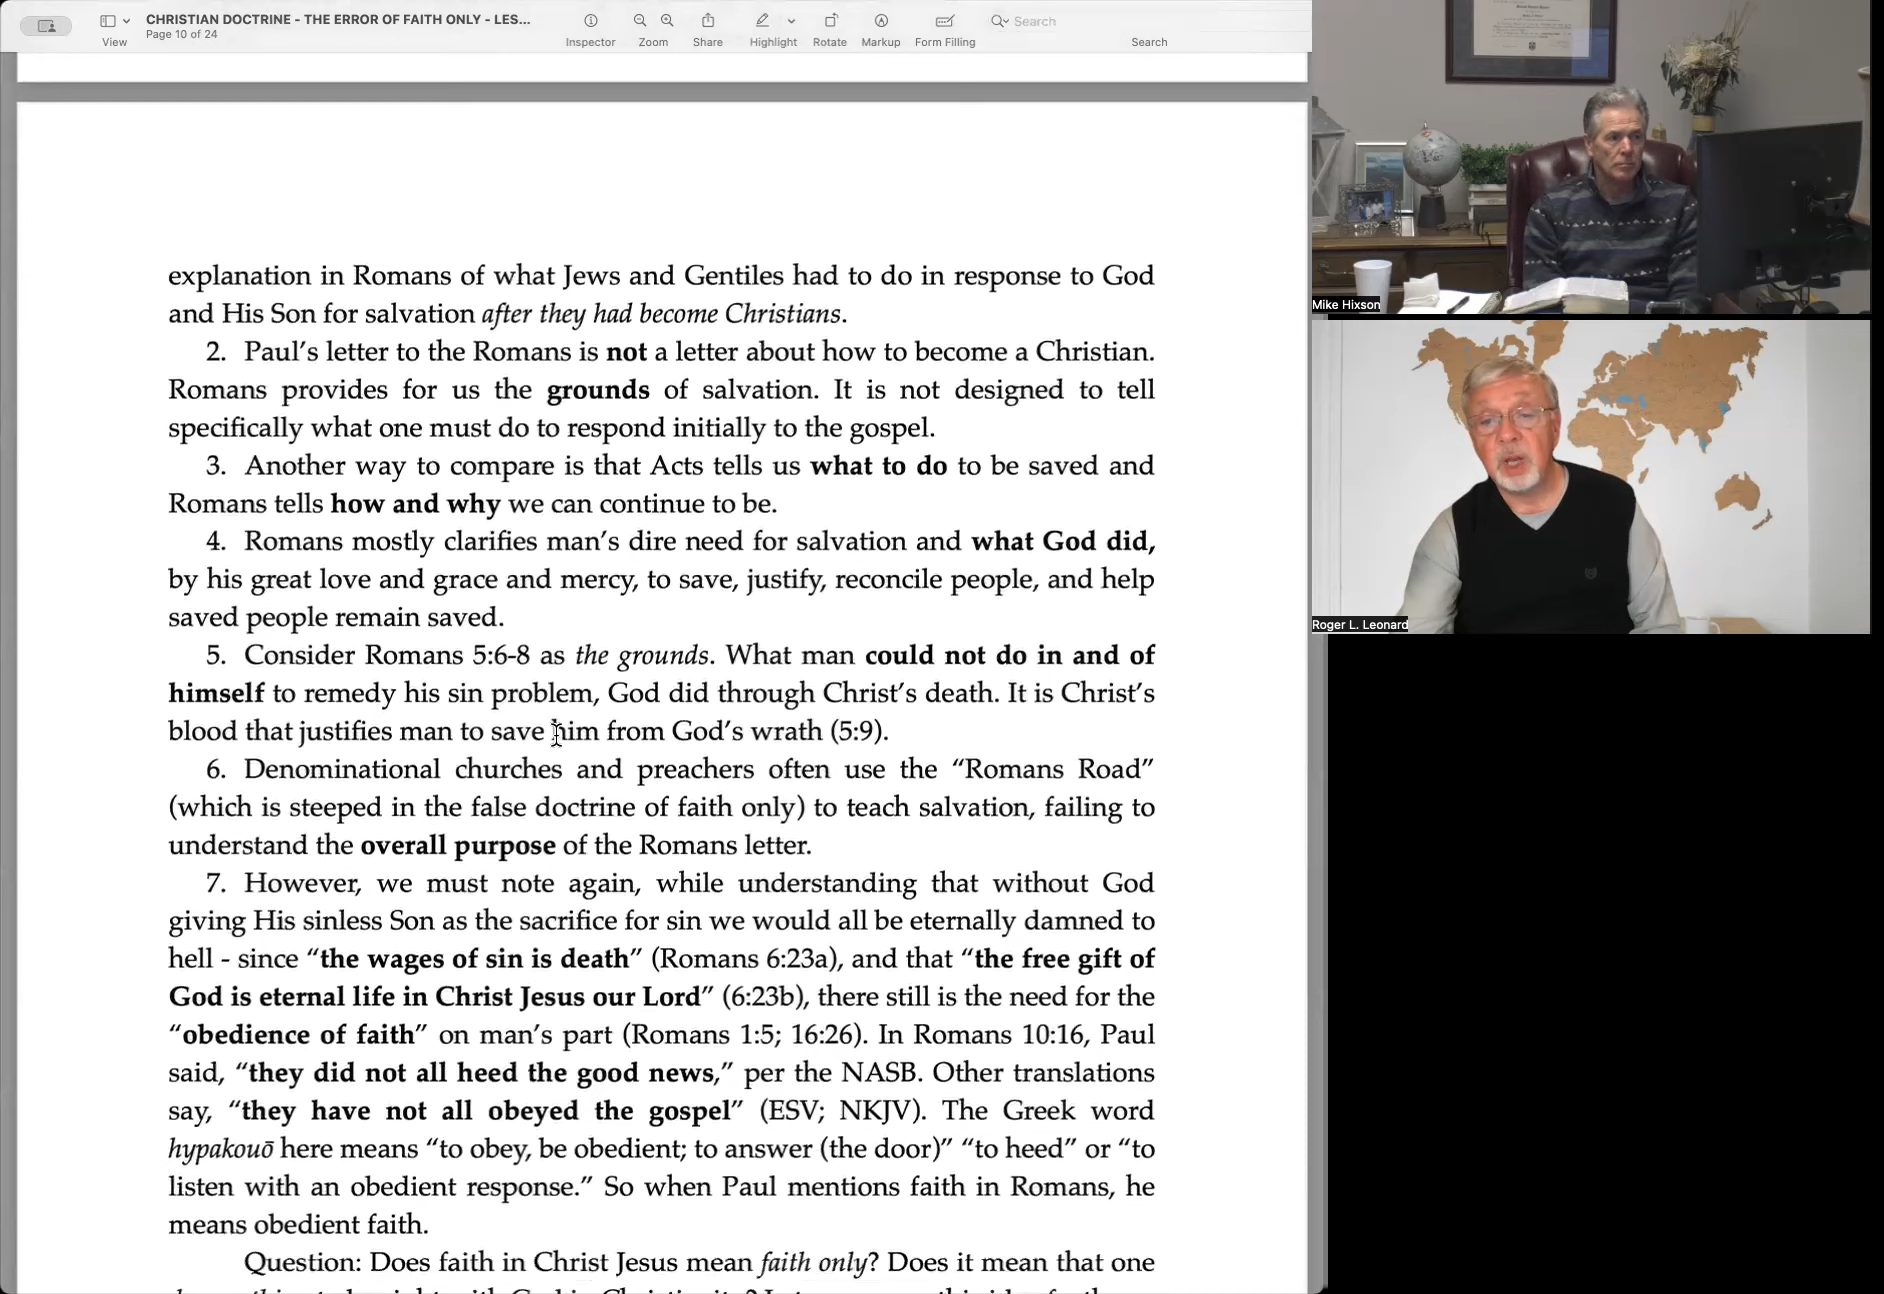 CHRISTIAN DOCTRINE - THE ERROR OF FAITH ONLY - LES...
Page 10 of 24
View
Inspector
Zoom
Share
Highlight
Rotate
Markup
Form Filling
Search
Search
explanation in Romans of what Jews and Gentiles had to do in response to God
and His Son for salvation after they had become Christians.
2. Paul’s letter to the Romans is not a letter about how to become a Christian.
Romans provides for us the grounds of salvation. It is not designed to tell
specifically what one must do to respond initially to the gospel.
3. Another way to compare is that Acts tells us what to do to be saved and
Romans tells how and why we can continue to be.
4. Romans mostly clarifies man’s dire need for salvation and what God did,
by his great love and grace and mercy, to save, justify, reconcile people, and help
saved people remain saved.
5. Consider Romans 5:6-8 as the grounds. What man could not do in and of
himself to remedy his sin problem, God did through Christ’s death. It is Christ’s
blood that justifies man to save him from God’s wrath (5:9).
6. Denominational churches and preachers often use the “Romans Road”
(which is steeped in the false doctrine of faith only) to teach salvation, failing to
understand the overall purpose of the Romans letter.
7. However, we must note again, while understanding that without God
giving His sinless Son as the sacrifice for sin we would all be eternally damned to
hell - since “the wages of sin is death” (Romans 6:23a), and that “the free gift of
God is eternal life in Christ Jesus our Lord” (6:23b), there still is the need for the
“obedience of faith” on man’s part (Romans 1:5; 16:26). In Romans 10:16, Paul
said, “they did not all heed the good news,” per the NASB. Other translations
say, “they have not all obeyed the gospel” (ESV; NKJV). The Greek word
hypakouō here means “to obey, be obedient; to answer (the door)” “to heed” or “to
listen with an obedient response.” So when Paul mentions faith in Romans, he
means obedient faith.
Question: Does faith in Christ Jesus mean faith only? Does it mean that one
Mike Hixson
Roger L. Leonard